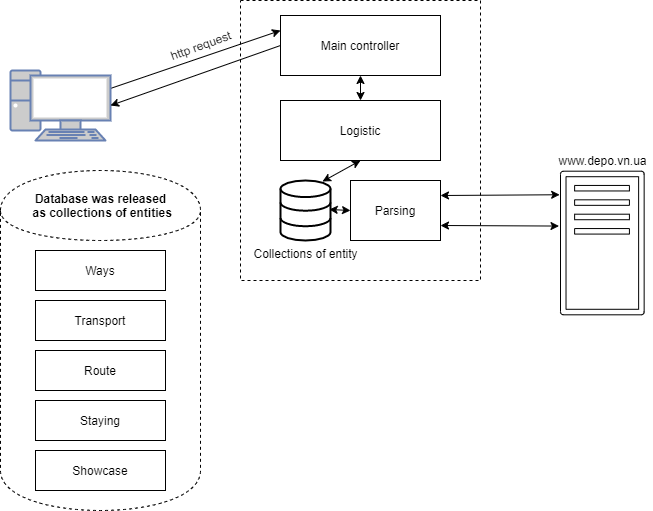 http request
Main controller
Logistic
Parsing
Collections of entity
www.depo.vn.ua
Database was released
as collections of entities
Ways
Transport
Route
Staying
Showcase